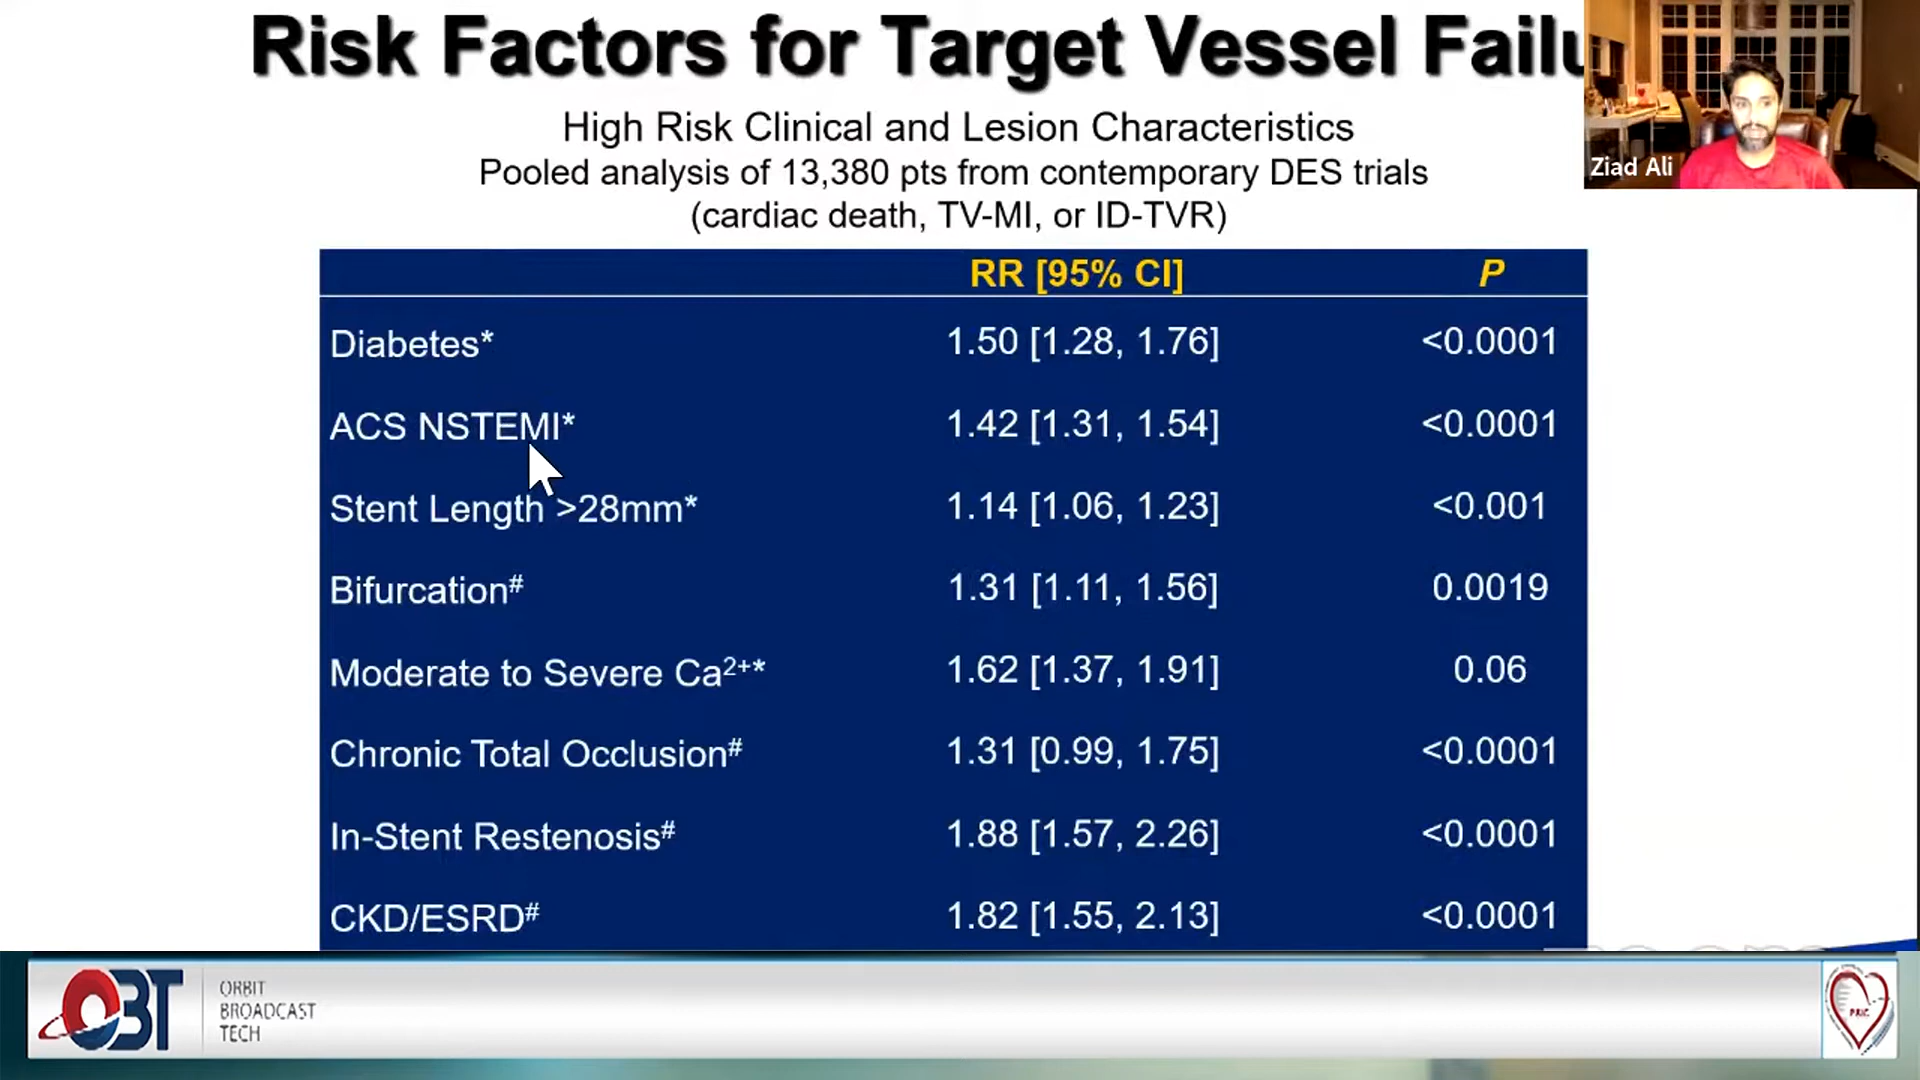 Risk Factors for Target Vessel Failu
High Risk Clinical and Lesion Characteristics
Pooled analysis of 13,380 pts from contemporary DES trials
(cardiac death, TV-MI, or ID-TVR)
Ziad Ali
RR [95% CI] P
Diabetes* 1.50 [1.28, 1.76] <0.0001
ACS NSTEMI* 1.42 [1.31, 1.54] <0.0001
Stent Length >28mm* 1.14 [1.06, 1.23] <0.001
Bifurcation# 1.31 [1.11, 1.56] 0.0019
Moderate to Severe Ca²⁺* 1.62 [1.37, 1.91] 0.06
Chronic Total Occlusion# 1.31 [0.99, 1.75] <0.0001
In-Stent Restenosis# 1.88 [1.57, 2.26] <0.0001
CKD/ESRD# 1.82 [1.55, 2.13] <0.0001
OBT
ORBIT
BROADCAST
TECH